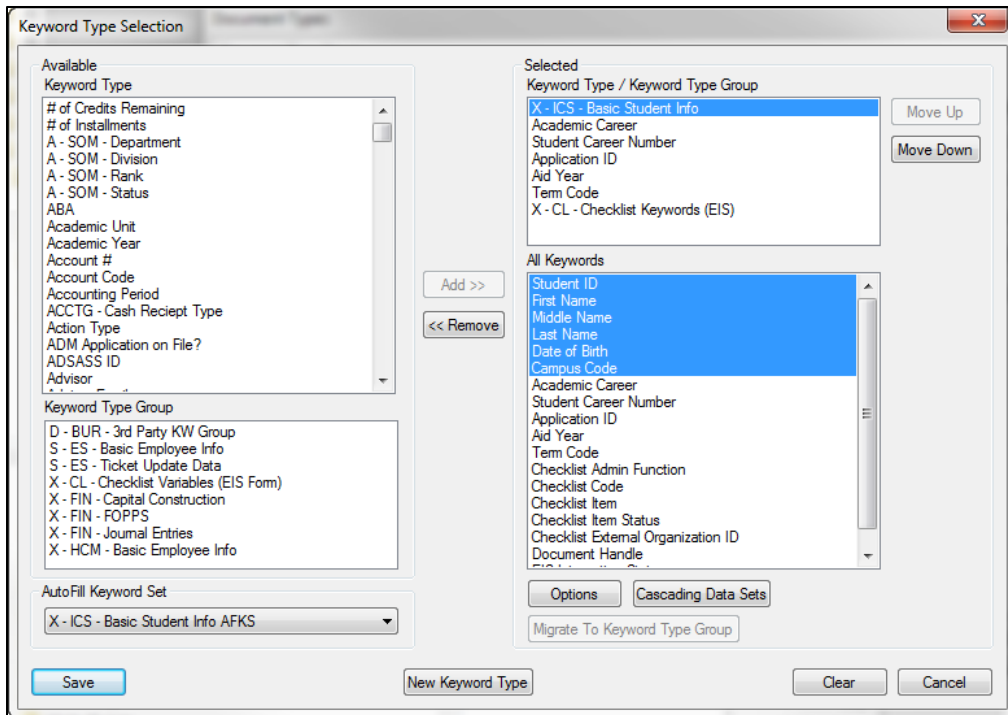 Keyword Type Selection
Available
Keyword Type
# of Credits Remaining
# of Installments
A - SOM - Department
A - SOM - Division
A - SOM - Rank
A - SOM - Status
ABA
Academic Unit
Academic Year
Account #
Account Code
Accounting Period
ACCTG - Cash Reciept Type
Action Type
ADM Application on File?
ADSASS ID
Advisor
Keyword Type Group
D - BUR - 3rd Party KW Group
S - ES - Basic Employee Info
S - ES - Ticket Update Data
X - CL - Checklist Variables (EIS Form)
X - FIN - Capital Construction
X - FIN - FOPPS
X - FIN - Journal Entries
X - HCM - Basic Employee Info
AutoFill Keyword Set
X - ICS - Basic Student Info AFKS
Add >>
<< Remove
Selected
Keyword Type / Keyword Type Group
X - ICS - Basic Student Info
Academic Career
Student Career Number
Application ID
Aid Year
Term Code
X - CL - Checklist Keywords (EIS)
Move Up
Move Down
All Keywords
Student ID
First Name
Middle Name
Last Name
Date of Birth
Campus Code
Academic Career
Student Career Number
Application ID
Aid Year
Term Code
Checklist Admin Function
Checklist Code
Checklist Item
Checklist Item Status
Checklist External Organization ID
Document Handle
Options
Cascading Data Sets
Migrate To Keyword Type Group
Save
New Keyword Type
Clear
Cancel